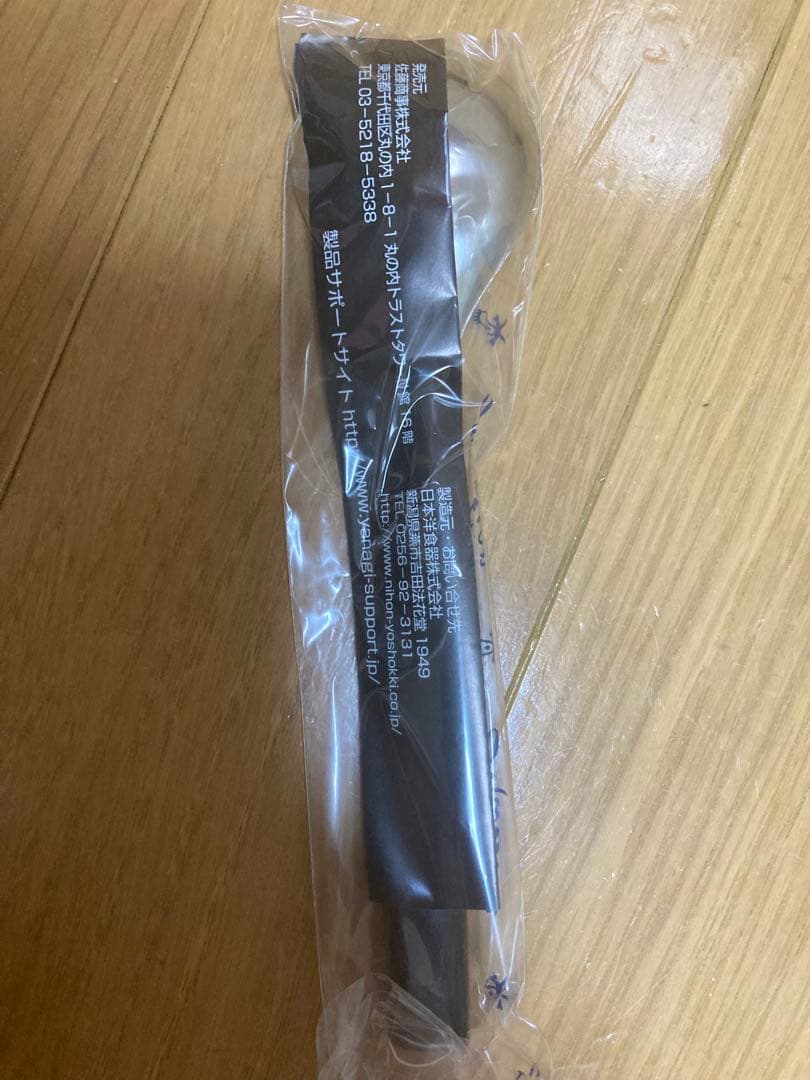 発売元
佐藤商事株式会社
東京都千代田区丸の内 1-8-1 丸の内トラストタワー 館 16 階
TEL 03-5218-5338
製造元・お問い合せ先
日本洋食器株式会社
新潟県燕市吉田法花堂 1949
TEL 0256-92-3131
http://www.nihon-yoshokki.co.jp/
製品サポートサイト http://www.yanagi-support.jp/